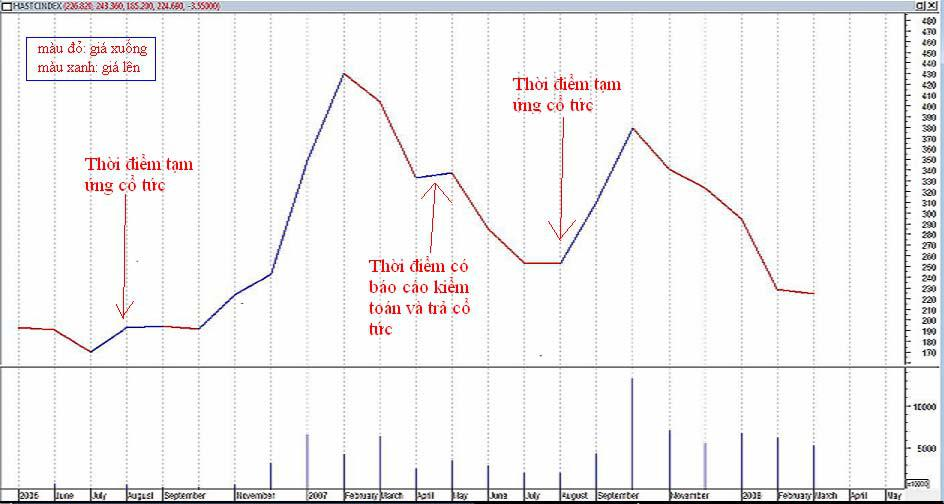 HASTCINDEX (226.820, 243.360, 185.200, 224.680, -3.55000)
màu đỏ: giá xuống
màu xanh: giá lên
Thời điểm tạm
ứng cổ tức
Thời điểm có
báo cáo kiểm
toán và trả cổ
tức
Thời điểm tạm
ứng cổ tức
480
470
460
450
440
430
420
410
400
390
380
370
360
350
340
330
320
310
300
290
280
270
260
250
240
230
220
210
200
190
180
170
10000
5000
x10000
2006 June July August September November 2007 February March April May June July August September November 2008 February March April May